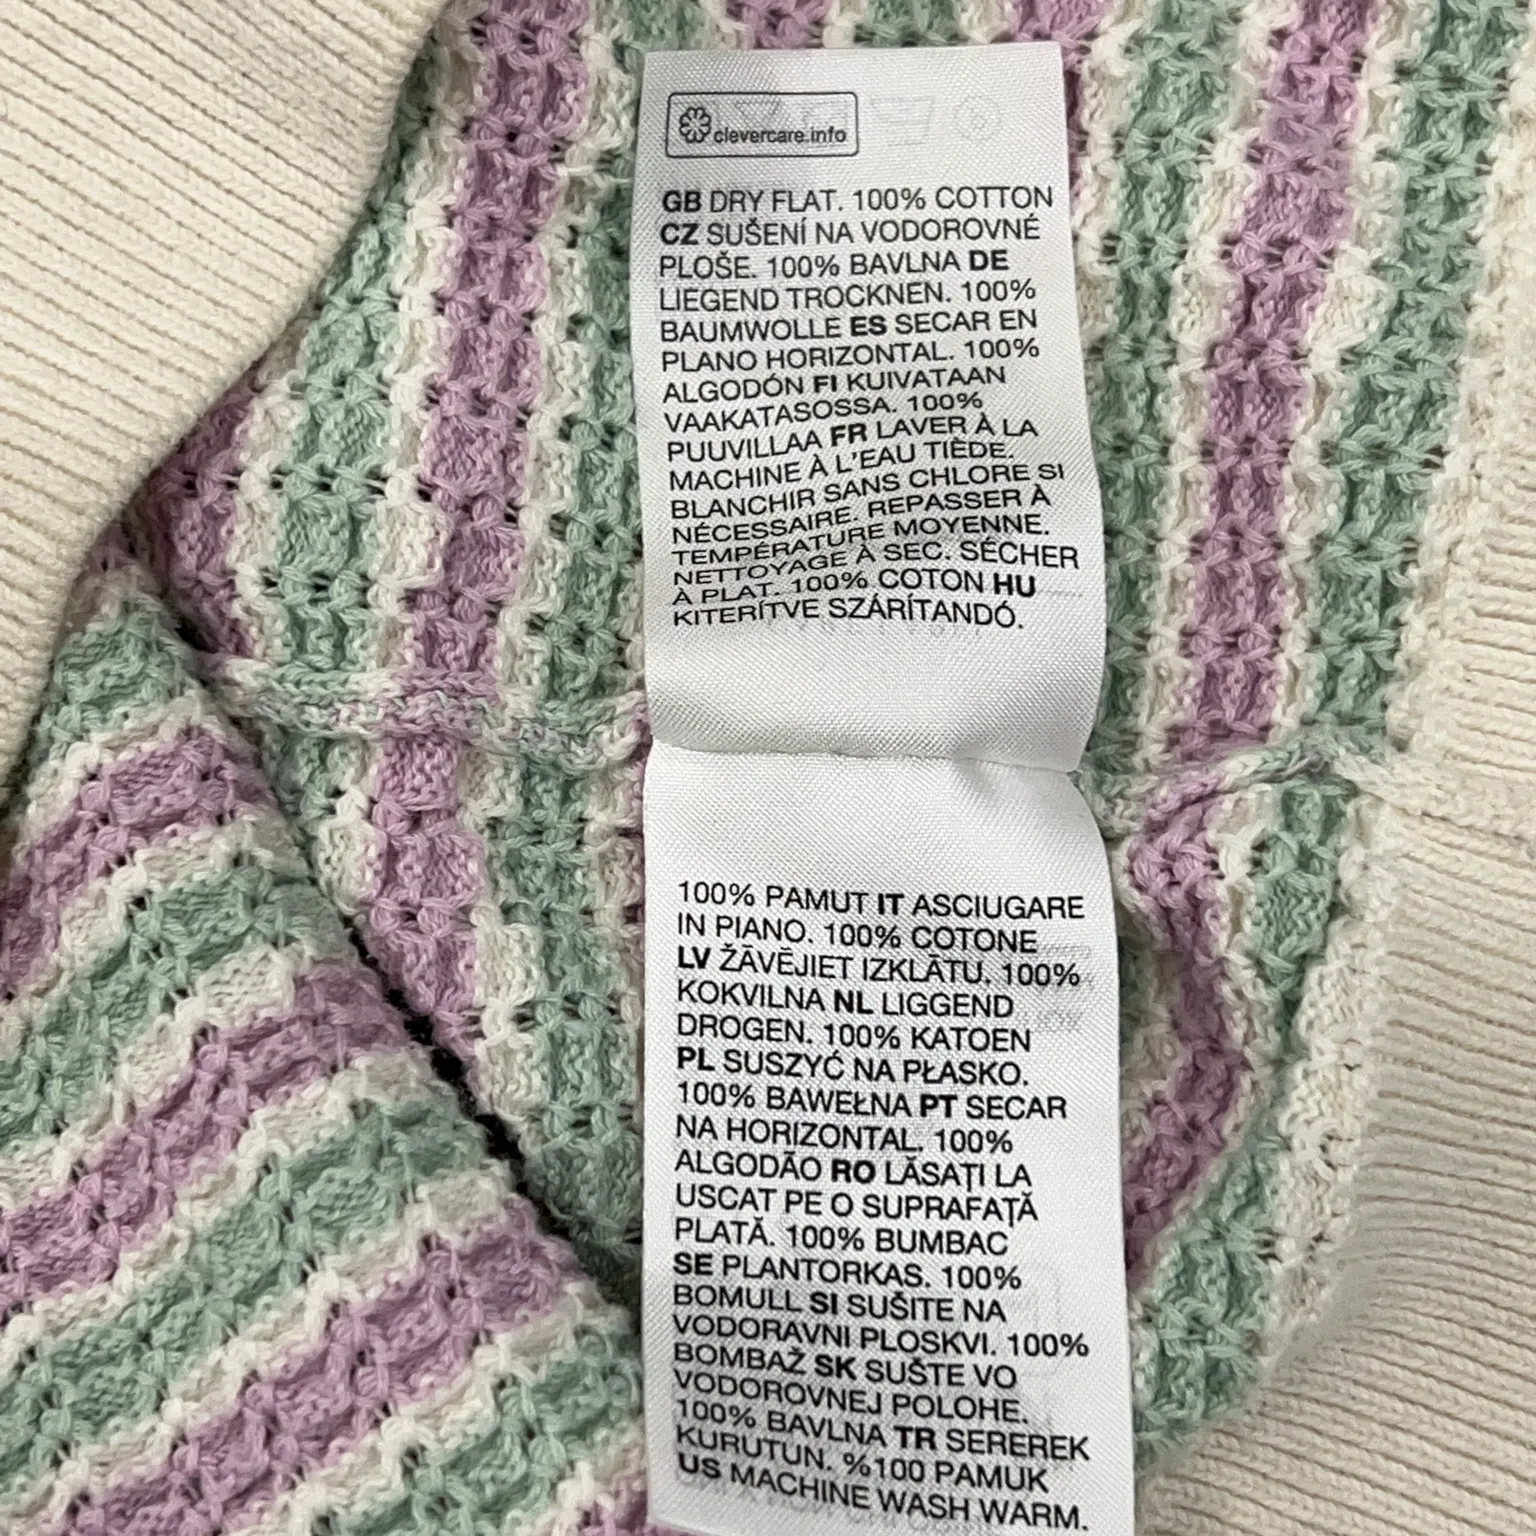 clevercare.info
GB DRY FLAT. 100% COTTON
CZ SUŠENÍ NA VODOROVNÉ
PLOŠE. 100% BAVLNA DE
LIEGEND TROCKNEN. 100%
BAUMWOLLE ES SECAR EN
PLANO HORIZONTAL. 100%
ALGODÓN FI KUIVATAAN
VAAKATASOSSA. 100%
PUUVILLAA FR LAVER À LA
MACHINE À L'EAU TIÈDE.
BLANCHIR SANS CHLORE SI
NÉCESSAIRE. REPASSER À
TEMPÉRATURE MOYENNE.
NETTOYAGE À SEC. SÉCHER
À PLAT. 100% COTON HU
KITERÍTVE SZÁRÍTANDÓ.
100% PAMUT IT ASCIUGARE
IN PIANO. 100% COTONE
LV ŽĀVĒJIET IZKLĀTU. 100%
KOKVILNA NL LIGGEND
DROGEN. 100% KATOEN
PL SUSZYĆ NA PŁASKO.
100% BAWEŁNA PT SECAR
NA HORIZONTAL. 100%
ALGODÃO RO LĂSAȚI LA
USCAT PE O SUPRAFAȚĂ
PLATĂ. 100% BUMBAC
SE PLANTORKAS. 100%
BOMULL SI SUŠITE NA
VODORAVNI PLOSKVI. 100%
BOMBAŽ SK SUŠTE VO
VODOROVNEJ POLOHE.
100% BAVLNA TR SEREREK
KURUTUN. %100 PAMUK
US MACHINE WASH WARM.